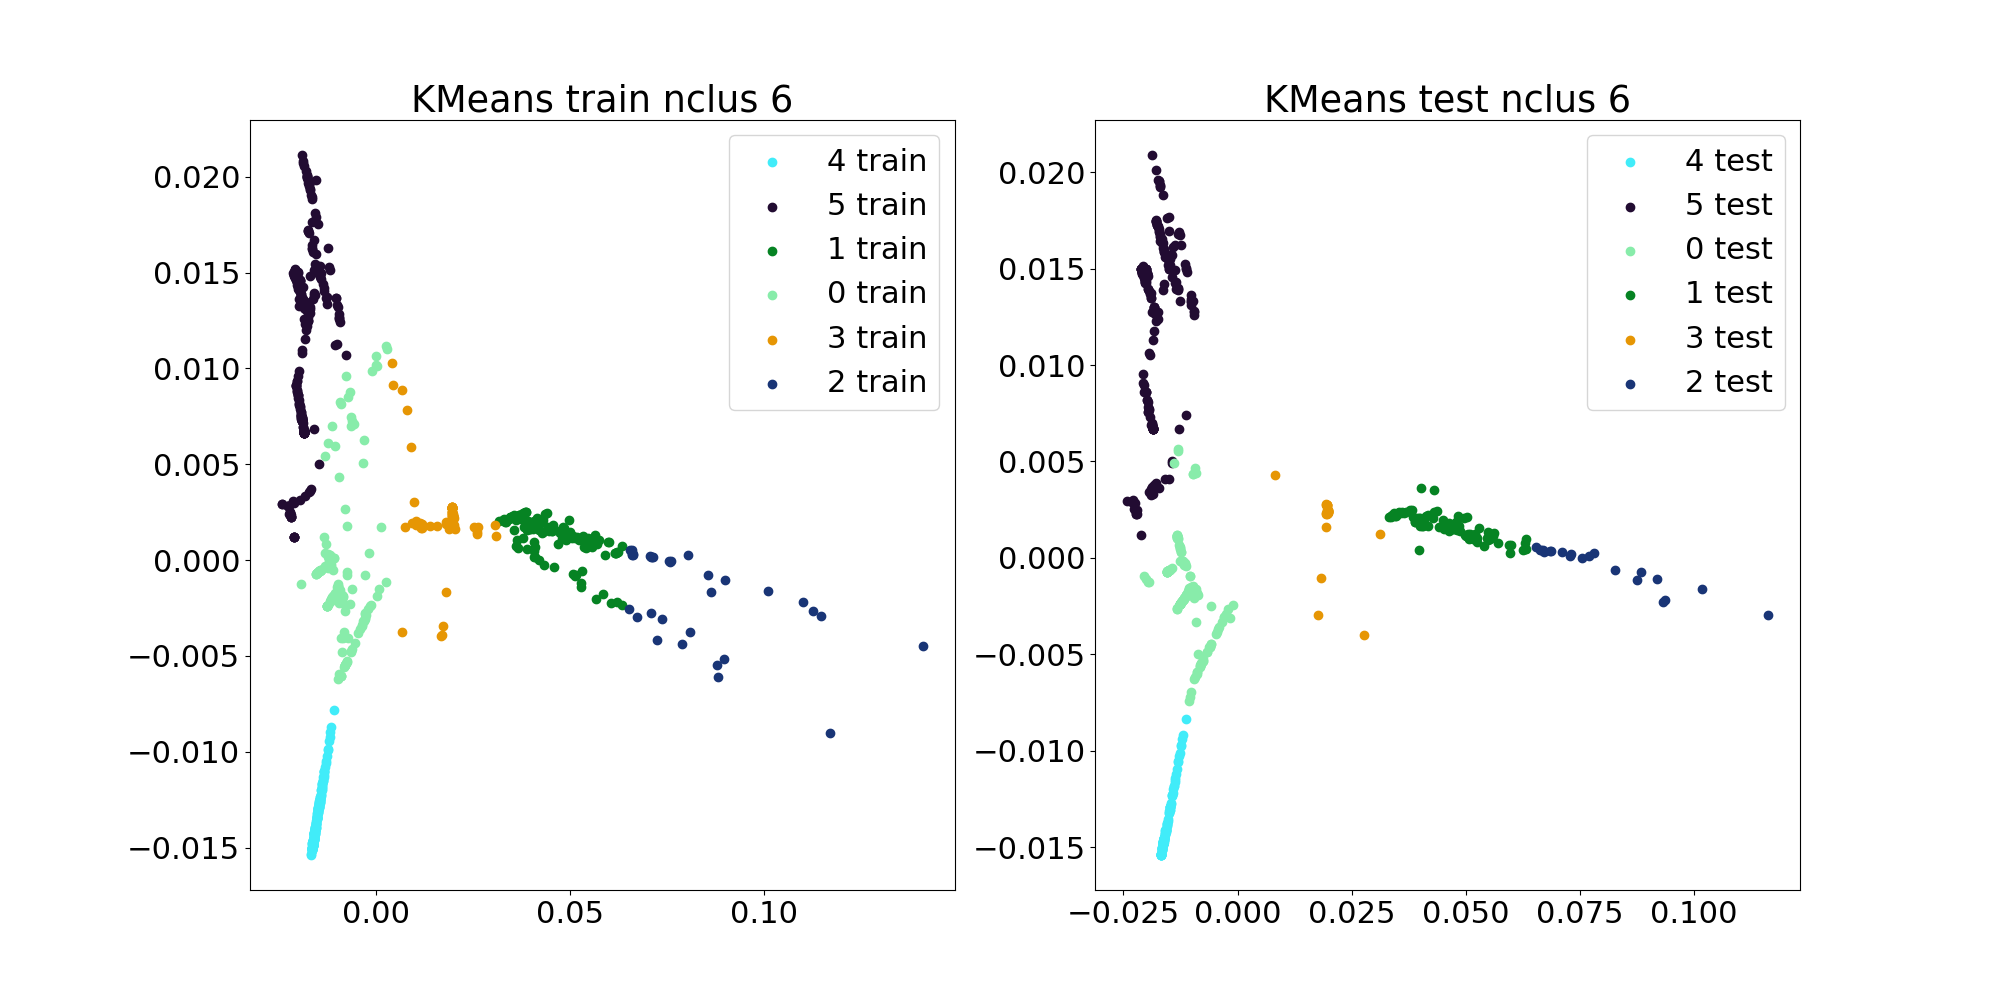 KMeans train nclus 6
4 train
5 train
1 train
0 train
3 train
2 train
0.020
0.015
0.010
0.005
0.000
−0.005
−0.010
−0.015
0.00 0.05 0.10
KMeans test nclus 6
4 test
5 test
0 test
1 test
3 test
2 test
0.020
0.015
0.010
0.005
0.000
−0.005
−0.010
−0.015
−0.025 0.000 0.025 0.050 0.075 0.100